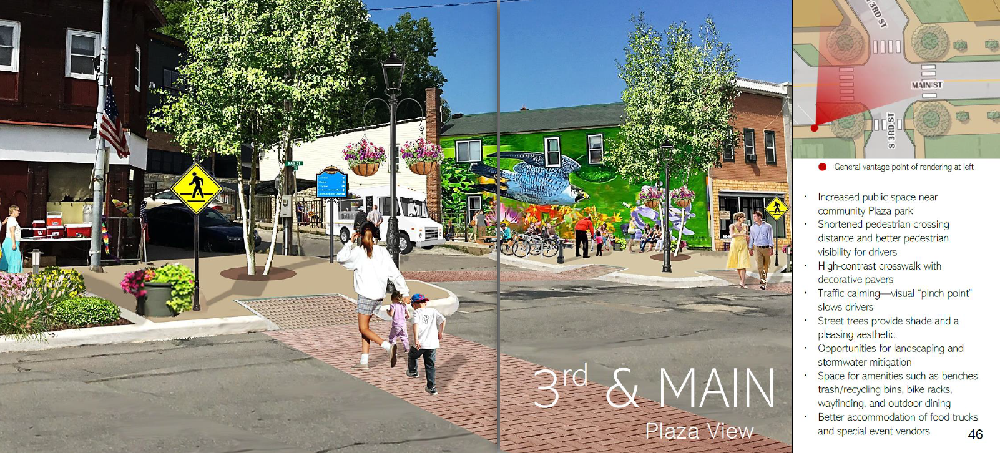 MAIN ST
3rd & MAIN
Plaza View
N 3RD ST
MAIN ST
S 3RD ST
General vantage point of rendering at left
· Increased public space near
community Plaza park
· Shortened pedestrian crossing
distance and better pedestrian
visibility for drivers
· High-contrast crosswalk with
decorative pavers
· Traffic calming—visual “pinch point”
slows drivers
· Street trees provide shade and a
pleasing aesthetic
· Opportunities for landscaping and
stormwater mitigation
· Space for amenities such as benches,
trash/recycling bins, bike racks,
wayfinding, and outdoor dining
· Better accommodation of food trucks
and special event vendors
46